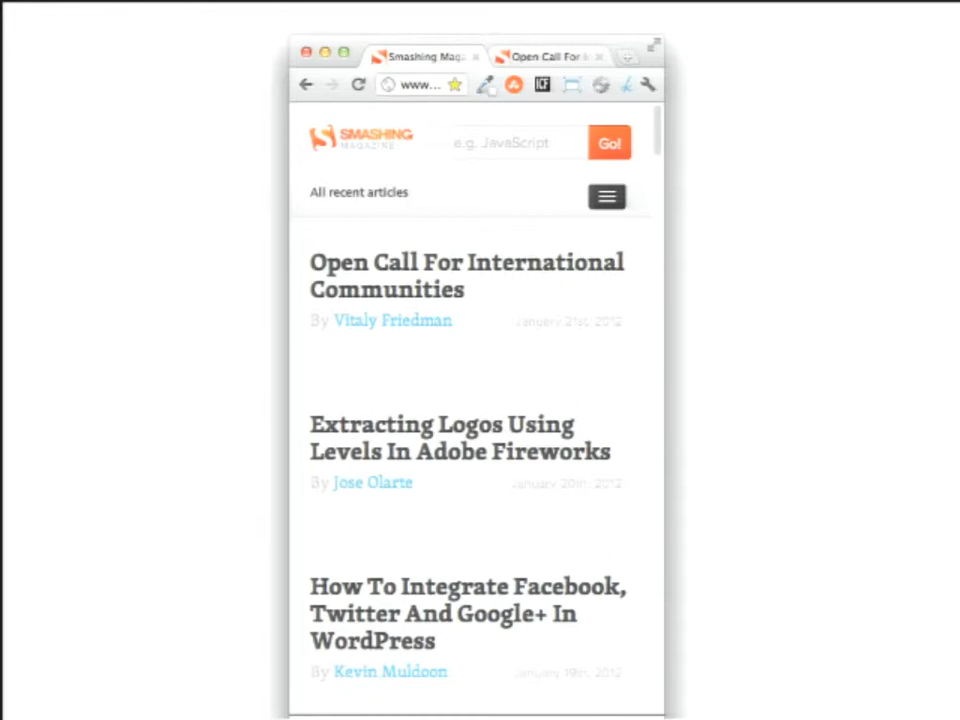 Smashing Maga
Open Call For In
www...
ICF
SMASHING
MAGAZINE
e.g. JavaScript
Go!
All recent articles
Open Call For International
Communities
By Vitaly Friedman
January 21st, 2012
Extracting Logos Using
Levels In Adobe Fireworks
By Jose Olarte
January 20th, 2012
How To Integrate Facebook,
Twitter And Google+ In
WordPress
By Kevin Muldoon
January 19th, 2012